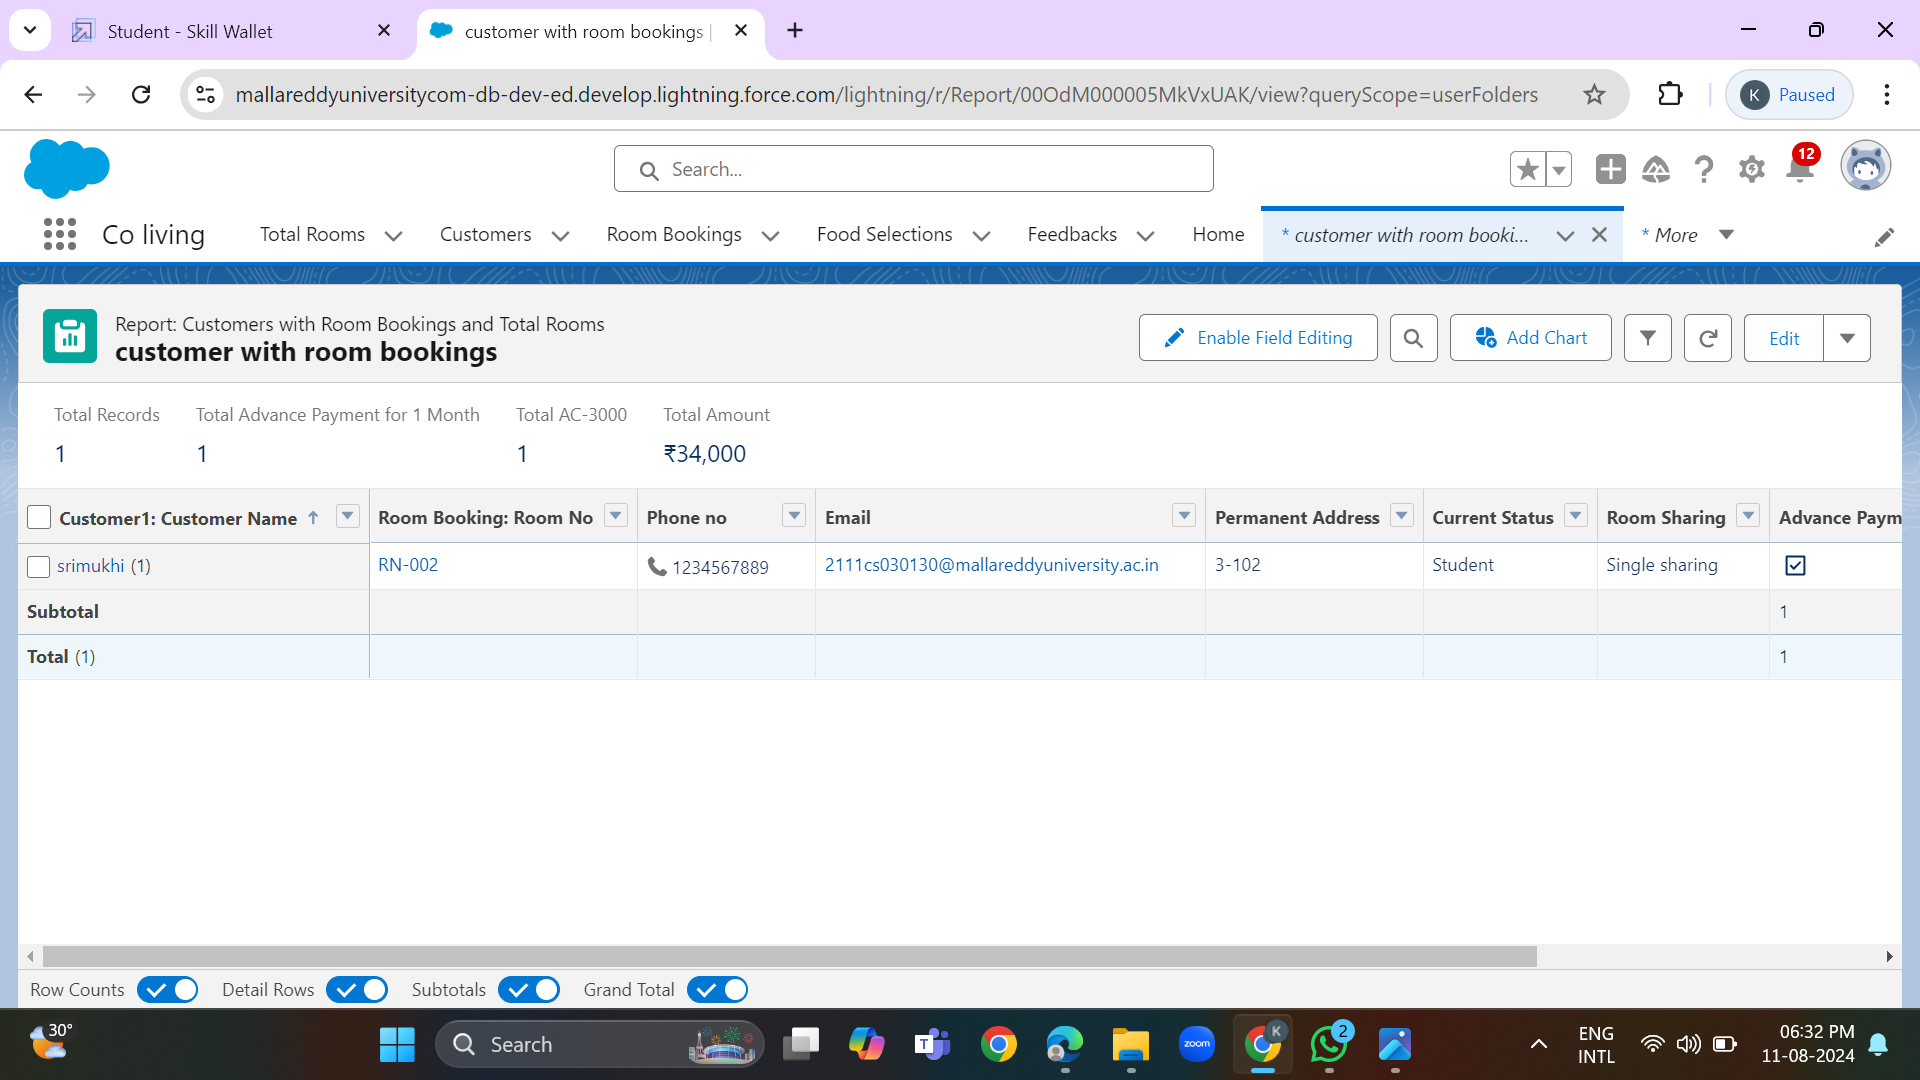 Student - Skill Wallet
customer with room bookings |
mallareddyuniversitycom-db-dev-ed.develop.lightning.force.com/lightning/r/Report/00OdM000005MkVxUAK/view?queryScope=userFolders
K Paused
Search...
12
Co living
Total Rooms
Customers
Room Bookings
Food Selections
Feedbacks
Home
* customer with room booki...
* More
Report: Customers with Room Bookings and Total Rooms
customer with room bookings
Enable Field Editing
Add Chart
Edit
Total Records Total Advance Payment for 1 Month Total AC-3000 Total Amount
1 1 1 ₹34,000
Customer1: Customer Name ↑ Room Booking: Room No Phone no Email Permanent Address Current Status Room Sharing Advance Paym
srimukhi (1) RN-002 1234567889 2111cs030130@mallareddyuniversity.ac.in 3-102 Student Single sharing
Subtotal 1
Total (1) 1
Row Counts Detail Rows Subtotals Grand Total
30°
Search
T
zoom
K
2
ENG
INTL
06:32 PM
11-08-2024